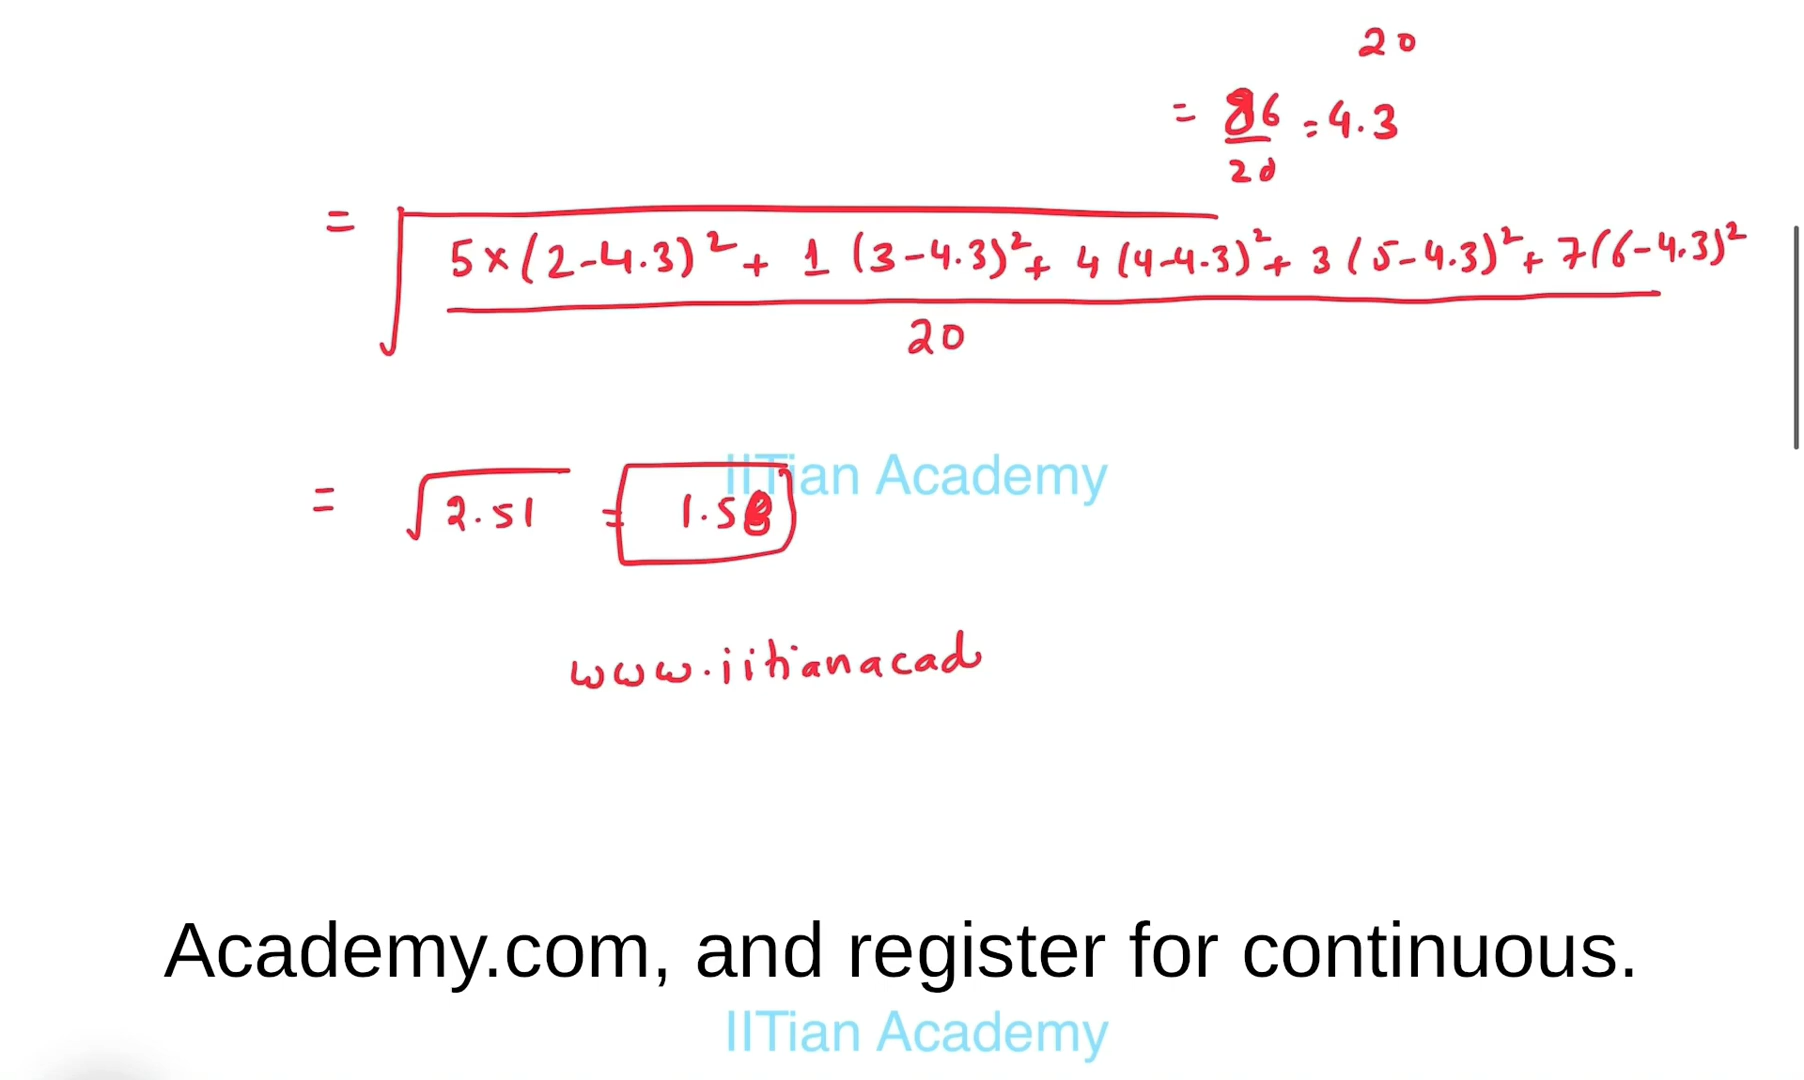 20
= 86/20 = 4.3
= √(5×(2-4.3)² + 1(3-4.3)² + 4(4-4.3)² + 3(5-4.3)² + 7(6-4.3)²)/20
IITian Academy
= √2.51 = 1.58
www.iitianacad
Academy.com, and register for continuous.
IITian Academy